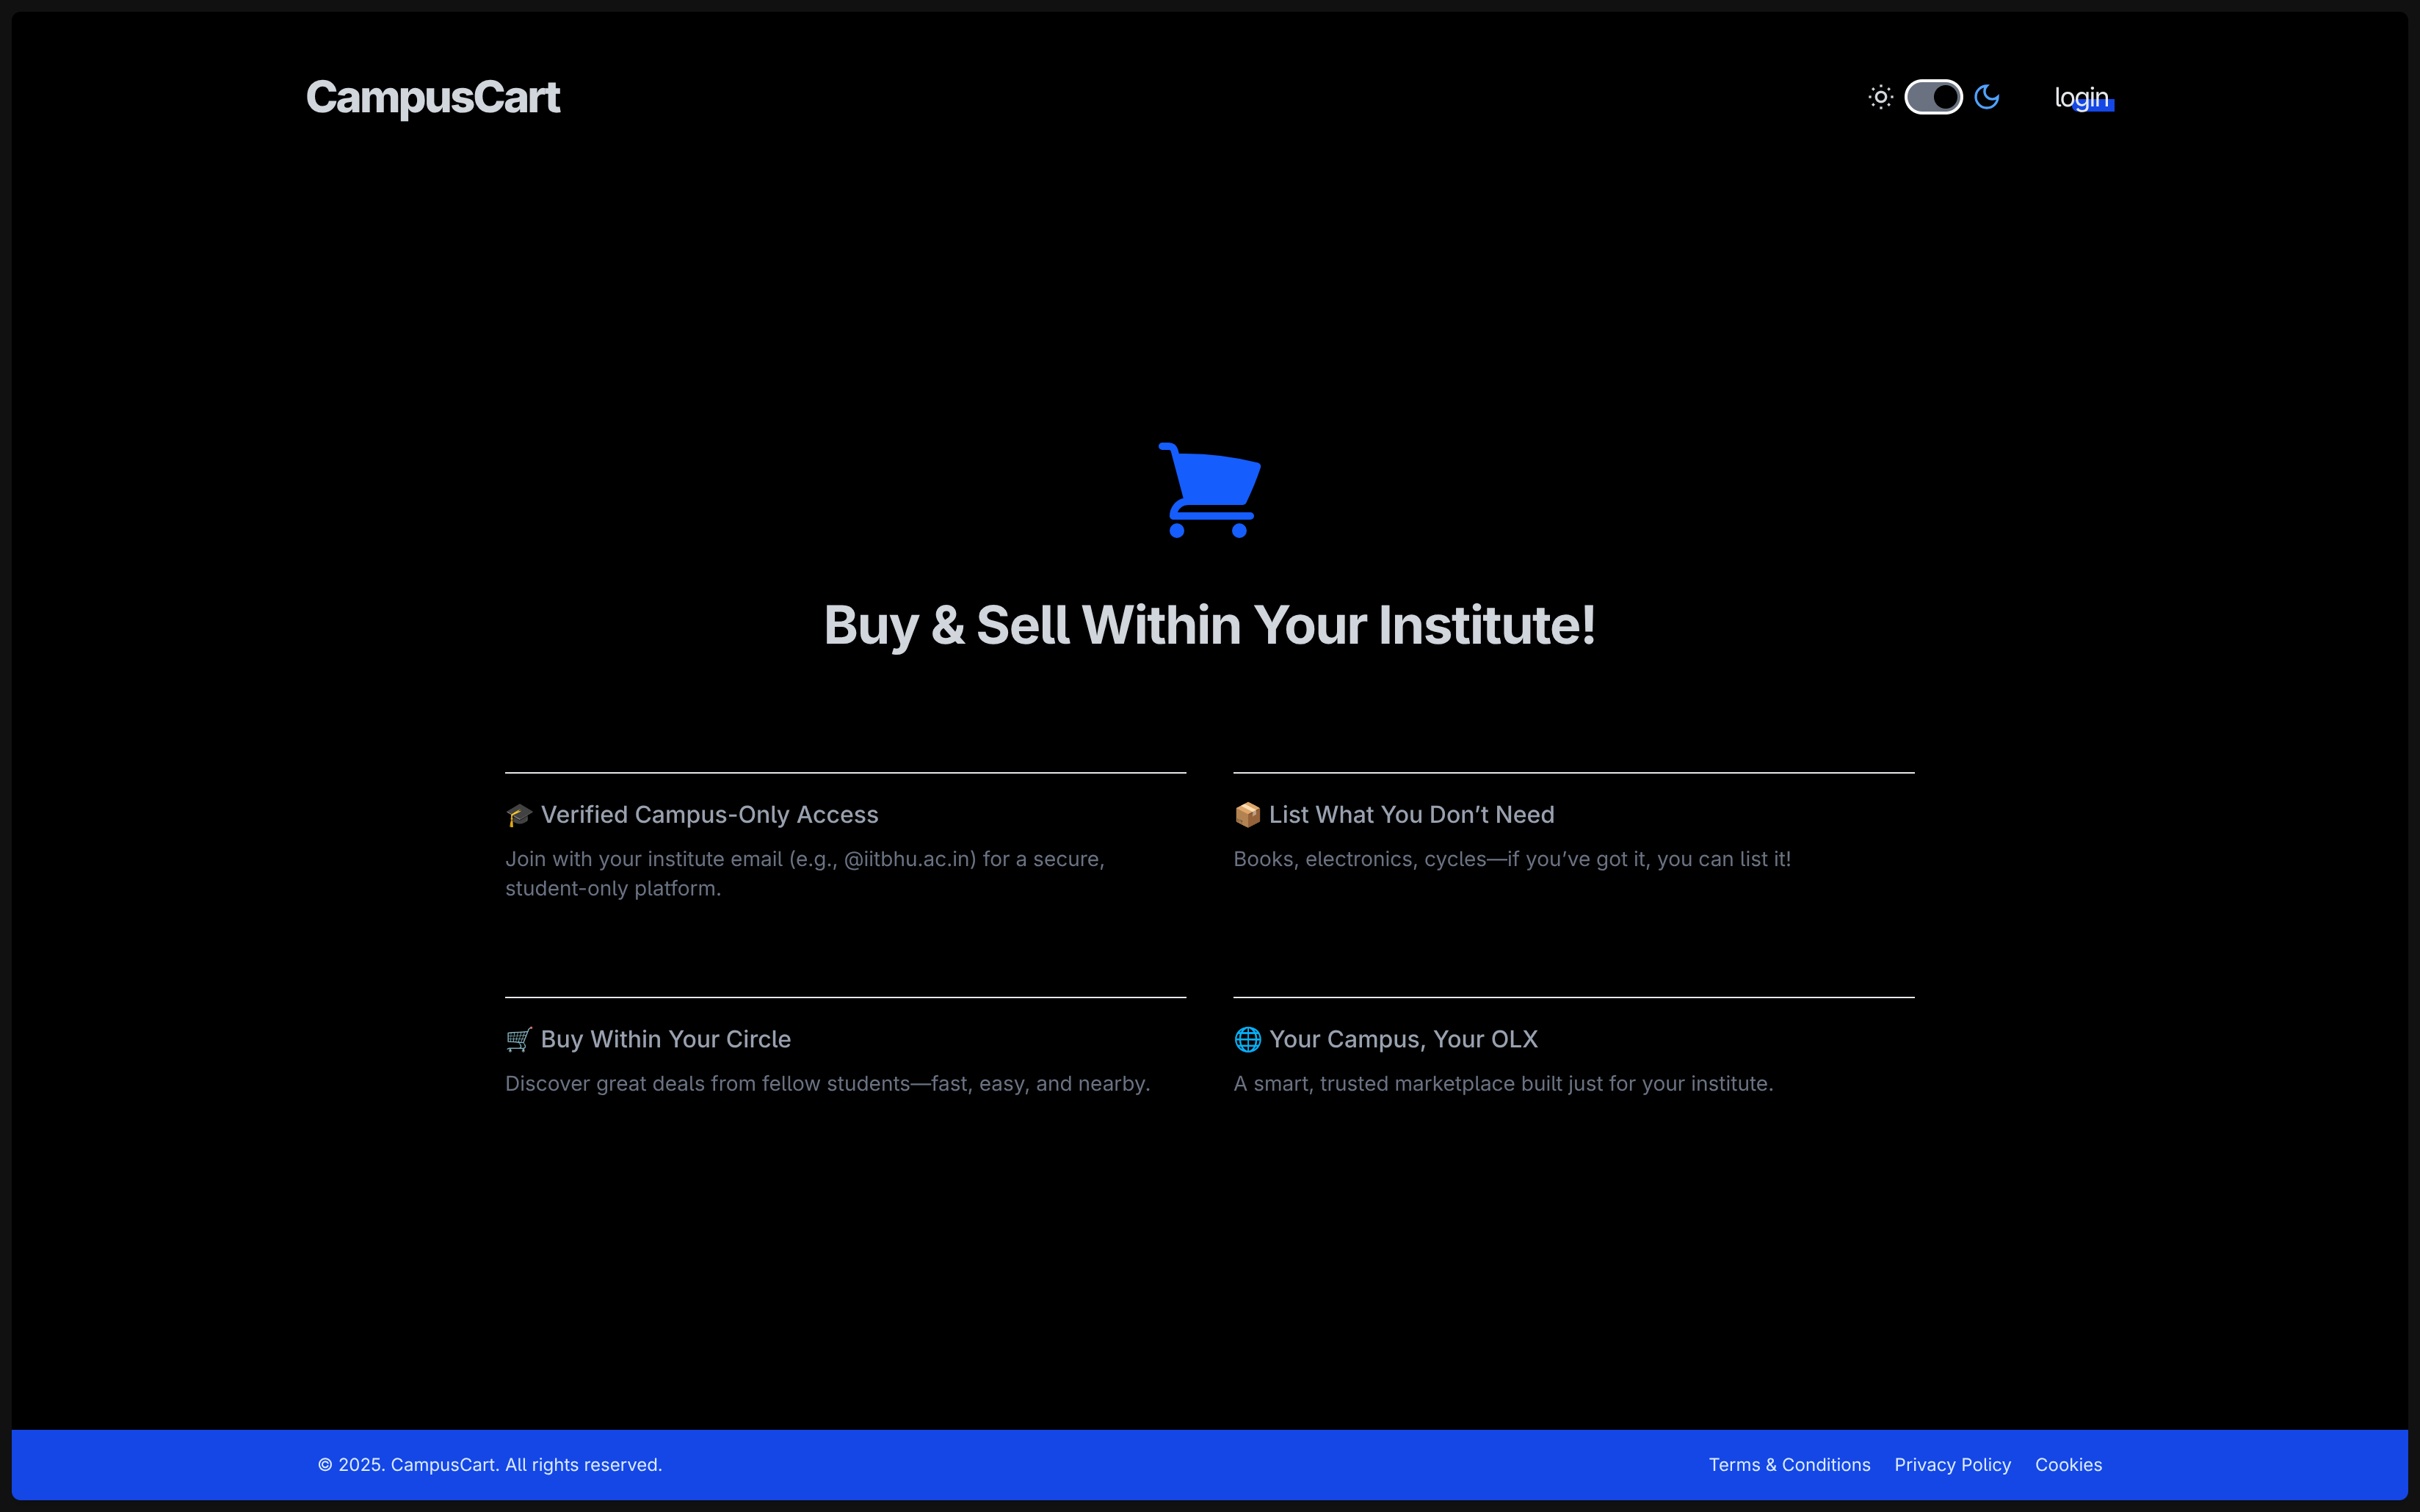 CampusCart
login
Buy & Sell Within Your Institute!
🎓 Verified Campus-Only Access
Join with your institute email (e.g., @iitbhu.ac.in) for a secure,
student-only platform.
📦 List What You Don’t Need
Books, electronics, cycles—if you’ve got it, you can list it!
🛒 Buy Within Your Circle
Discover great deals from fellow students—fast, easy, and nearby.
🌐 Your Campus, Your OLX
A smart, trusted marketplace built just for your institute.
© 2025. CampusCart. All rights reserved.
Terms & Conditions Privacy Policy Cookies